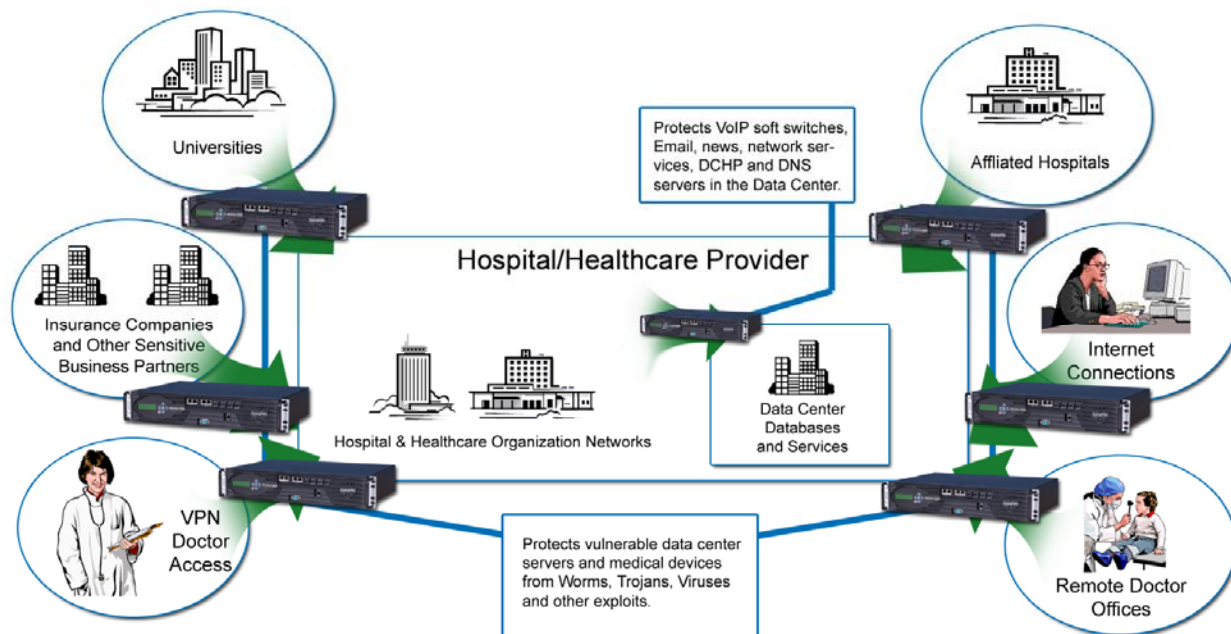 Universities
Protects VoIP soft switches,
Email, news, network ser-
vices, DCHP and DNS
servers in the Data Center.
Affliated Hospitals
Hospital/Healthcare Provider
Insurance Companies
and Other Sensitive
Business Partners
Internet
Connections
Hospital & Healthcare Organization Networks
Data Center
Databases
and Services
VPN
Doctor
Access
Protects vulnerable data center
servers and medical devices
from Worms, Trojans, Viruses
and other exploits.
Remote Doctor
Offices